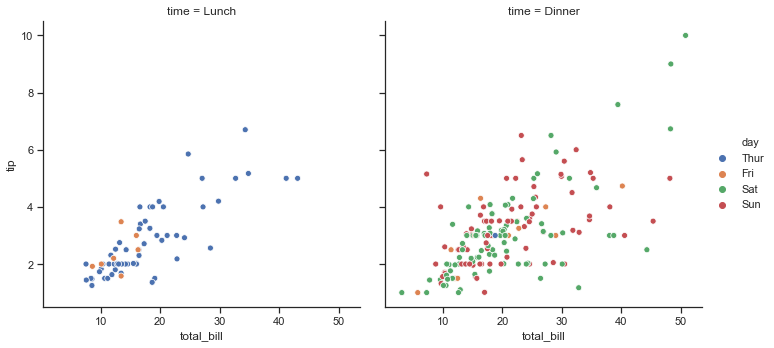 time = Lunch
time = Dinner
10
8
6
4
2
tip
10
20
30
40
50
total_bill
10
20
30
40
50
total_bill
day
Thur
Fri
Sat
Sun